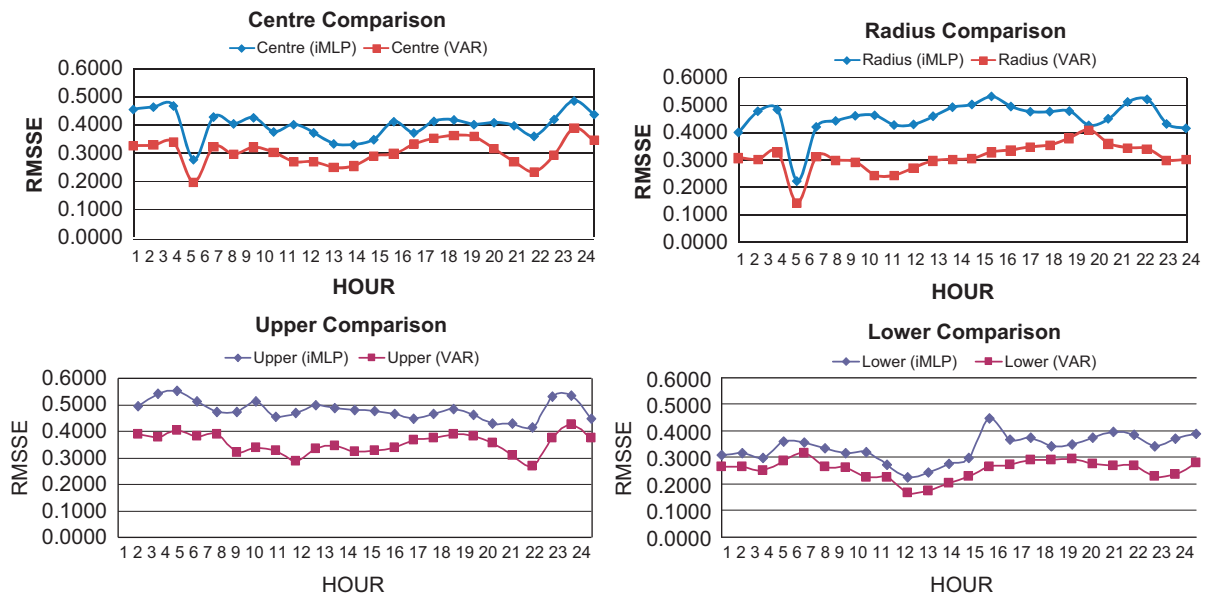 Centre Comparison
Centre (iMLP) Centre (VAR)
RMSSE
0.6000
0.5000
0.4000
0.3000
0.2000
0.1000
0.0000
1 2 3 4 5 6 7 8 9 10 11 12 13 14 15 16 17 18 19 20 21 22 23 24
HOUR
Radius Comparison
Radius (iMLP) Radius (VAR)
RMSSE
0.6000
0.5000
0.4000
0.3000
0.2000
0.1000
0.0000
1 2 3 4 5 6 7 8 9 10 11 12 13 14 15 16 17 18 19 20 21 22 23 24
HOUR
Upper Comparison
Upper (iMLP) Upper (VAR)
RMSSE
0.6000
0.5000
0.4000
0.3000
0.2000
0.1000
0.0000
1 2 3 4 5 6 7 8 9 10 11 12 13 14 15 16 17 18 19 20 21 22 23 24
HOUR
Lower Comparison
Lower (iMLP) Lower (VAR)
RMSSE
0.6000
0.5000
0.4000
0.3000
0.2000
0.1000
0.0000
1 2 3 4 5 6 7 8 9 10 11 12 13 14 15 16 17 18 19 20 21 22 23 24
HOUR